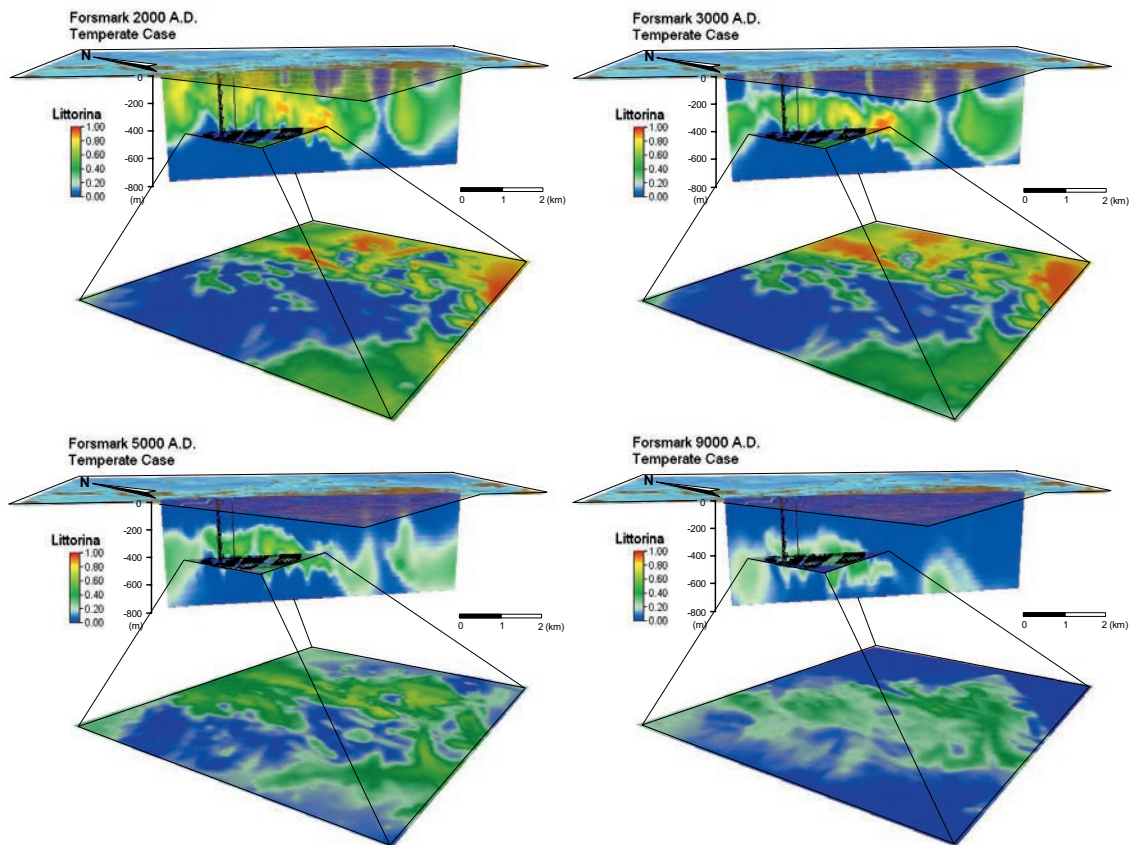 Forsmark 2000 A.D.
Temperate Case
N
0
-200
-400
-600
-800
(m)
Littorina
1.00
0.80
0.60
0.40
0.20
0.00
0 1 2 (km)
Forsmark 3000 A.D.
Temperate Case
N
0
-200
-400
-600
-800
(m)
Littorina
1.00
0.80
0.60
0.40
0.20
0.00
0 1 2 (km)
Forsmark 5000 A.D.
Temperate Case
N
0
-200
-400
-600
-800
(m)
Littorina
1.00
0.80
0.60
0.40
0.20
0.00
0 1 2 (km)
Forsmark 9000 A.D.
Temperate Case
N
0
-200
-400
-600
-800
(m)
Littorina
1.00
0.80
0.60
0.40
0.20
0.00
0 1 2 (km)